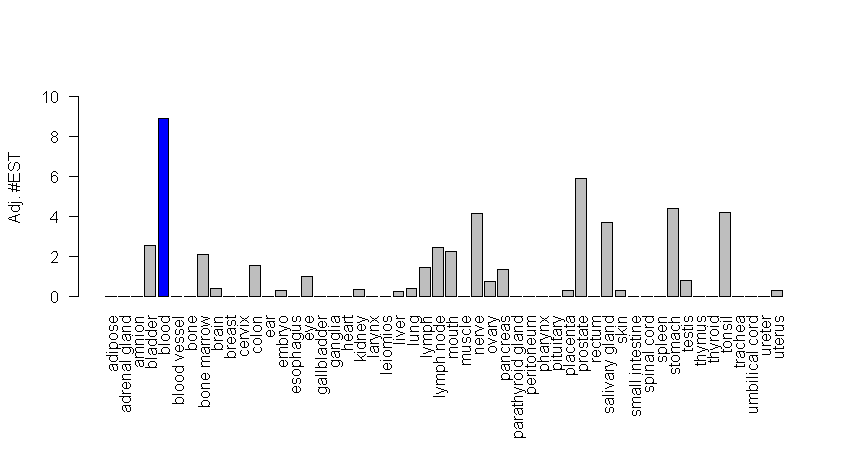 Adj. #EST
10
8
6
4
2
0
adipose
adrenal gland
amnion
bladder
blood
blood vessel
bone
bone marrow
brain
breast
cervix
colon
ear
embryo
esophagus
eye
gallbladder
ganglia
heart
kidney
larynx
leiomios
liver
lung
lymph
lymph node
mouth
muscle
nerve
ovary
pancreas
parathyroid gland
peritoneum
pharynx
pituitary
placenta
prostate
rectum
salivary gland
skin
small intestine
spinal cord
spleen
stomach
testis
thymus
thyroid
tonsil
trachea
umbilical cord
ureter
uterus